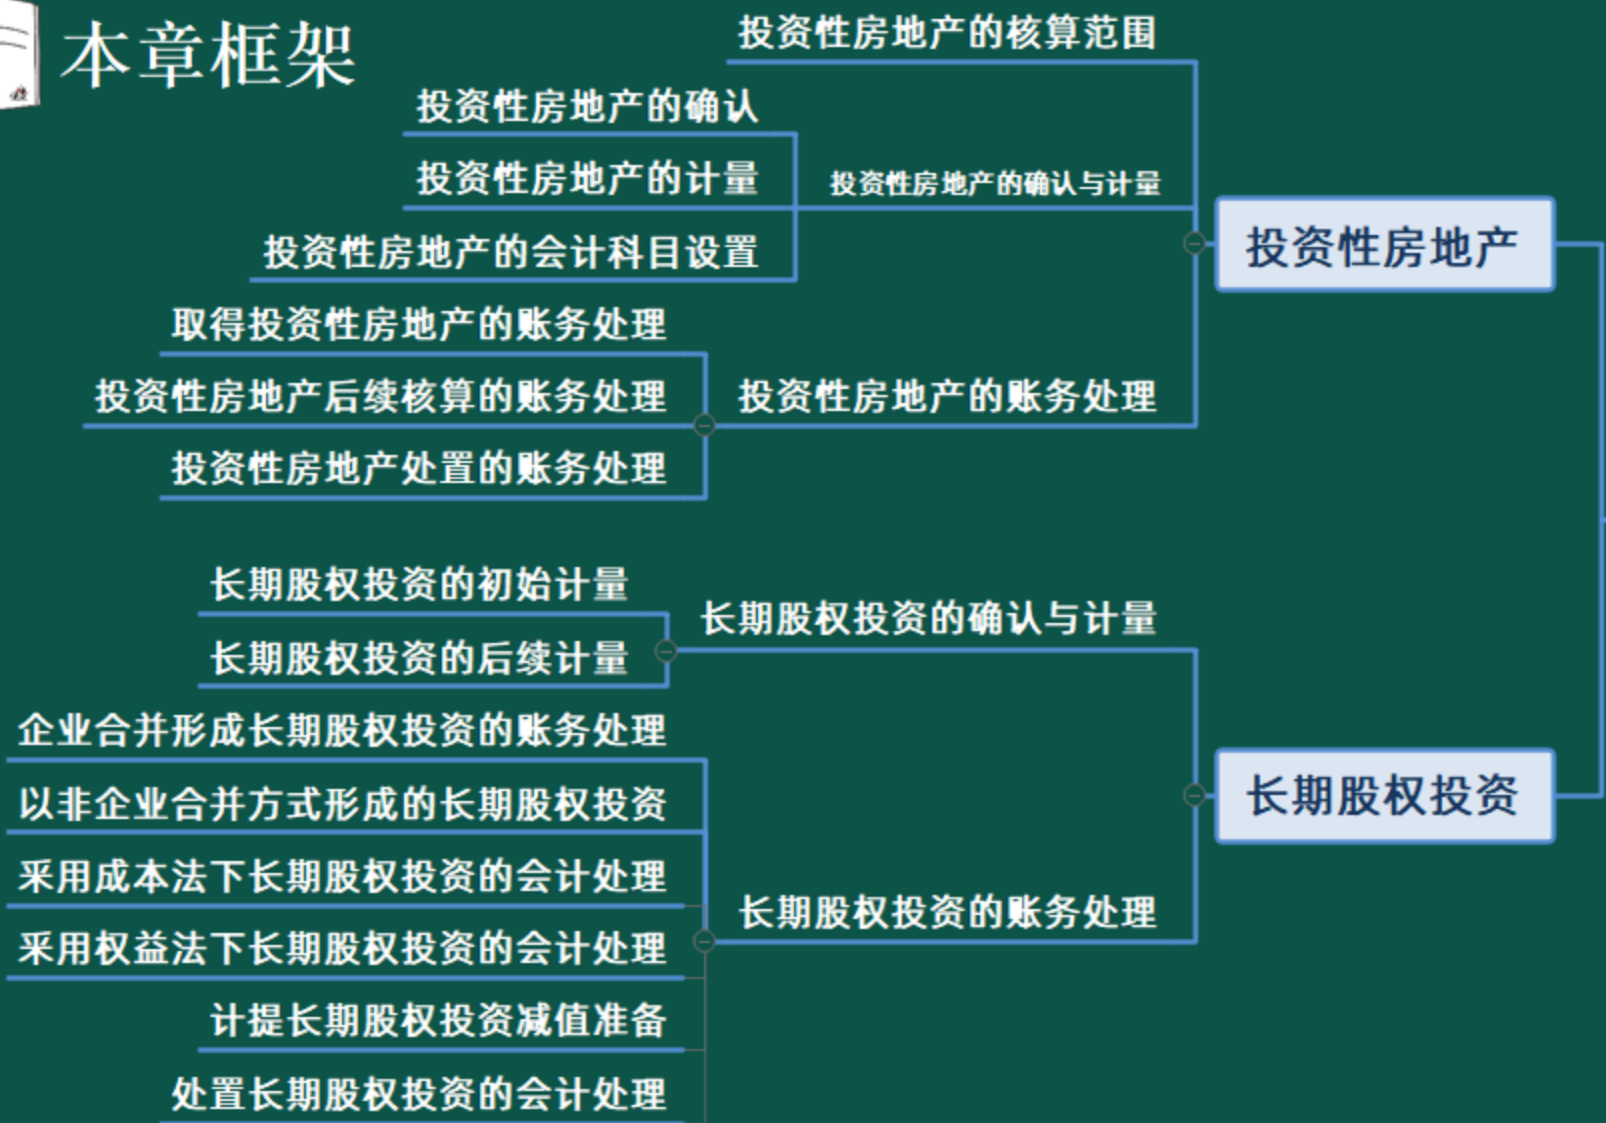 本章框架
投资性房地产的核算范围
投资性房地产的确认
投资性房地产的计量
投资性房地产的确认与计量
投资性房地产
投资性房地产的会计科目设置
取得投资性房地产的账务处理
投资性房地产后续核算的账务处理
投资性房地产的账务处理
投资性房地产处置的账务处理
长期股权投资的初始计量
长期股权投资的确认与计量
长期股权投资的后续计量
企业合并形成长期股权投资的账务处理
以非企业合并方式形成的长期股权投资
长期股权投资
采用成本法下长期股权投资的会计处理
长期股权投资的账务处理
采用权益法下长期股权投资的会计处理
计提长期股权投资减值准备
处置长期股权投资的会计处理